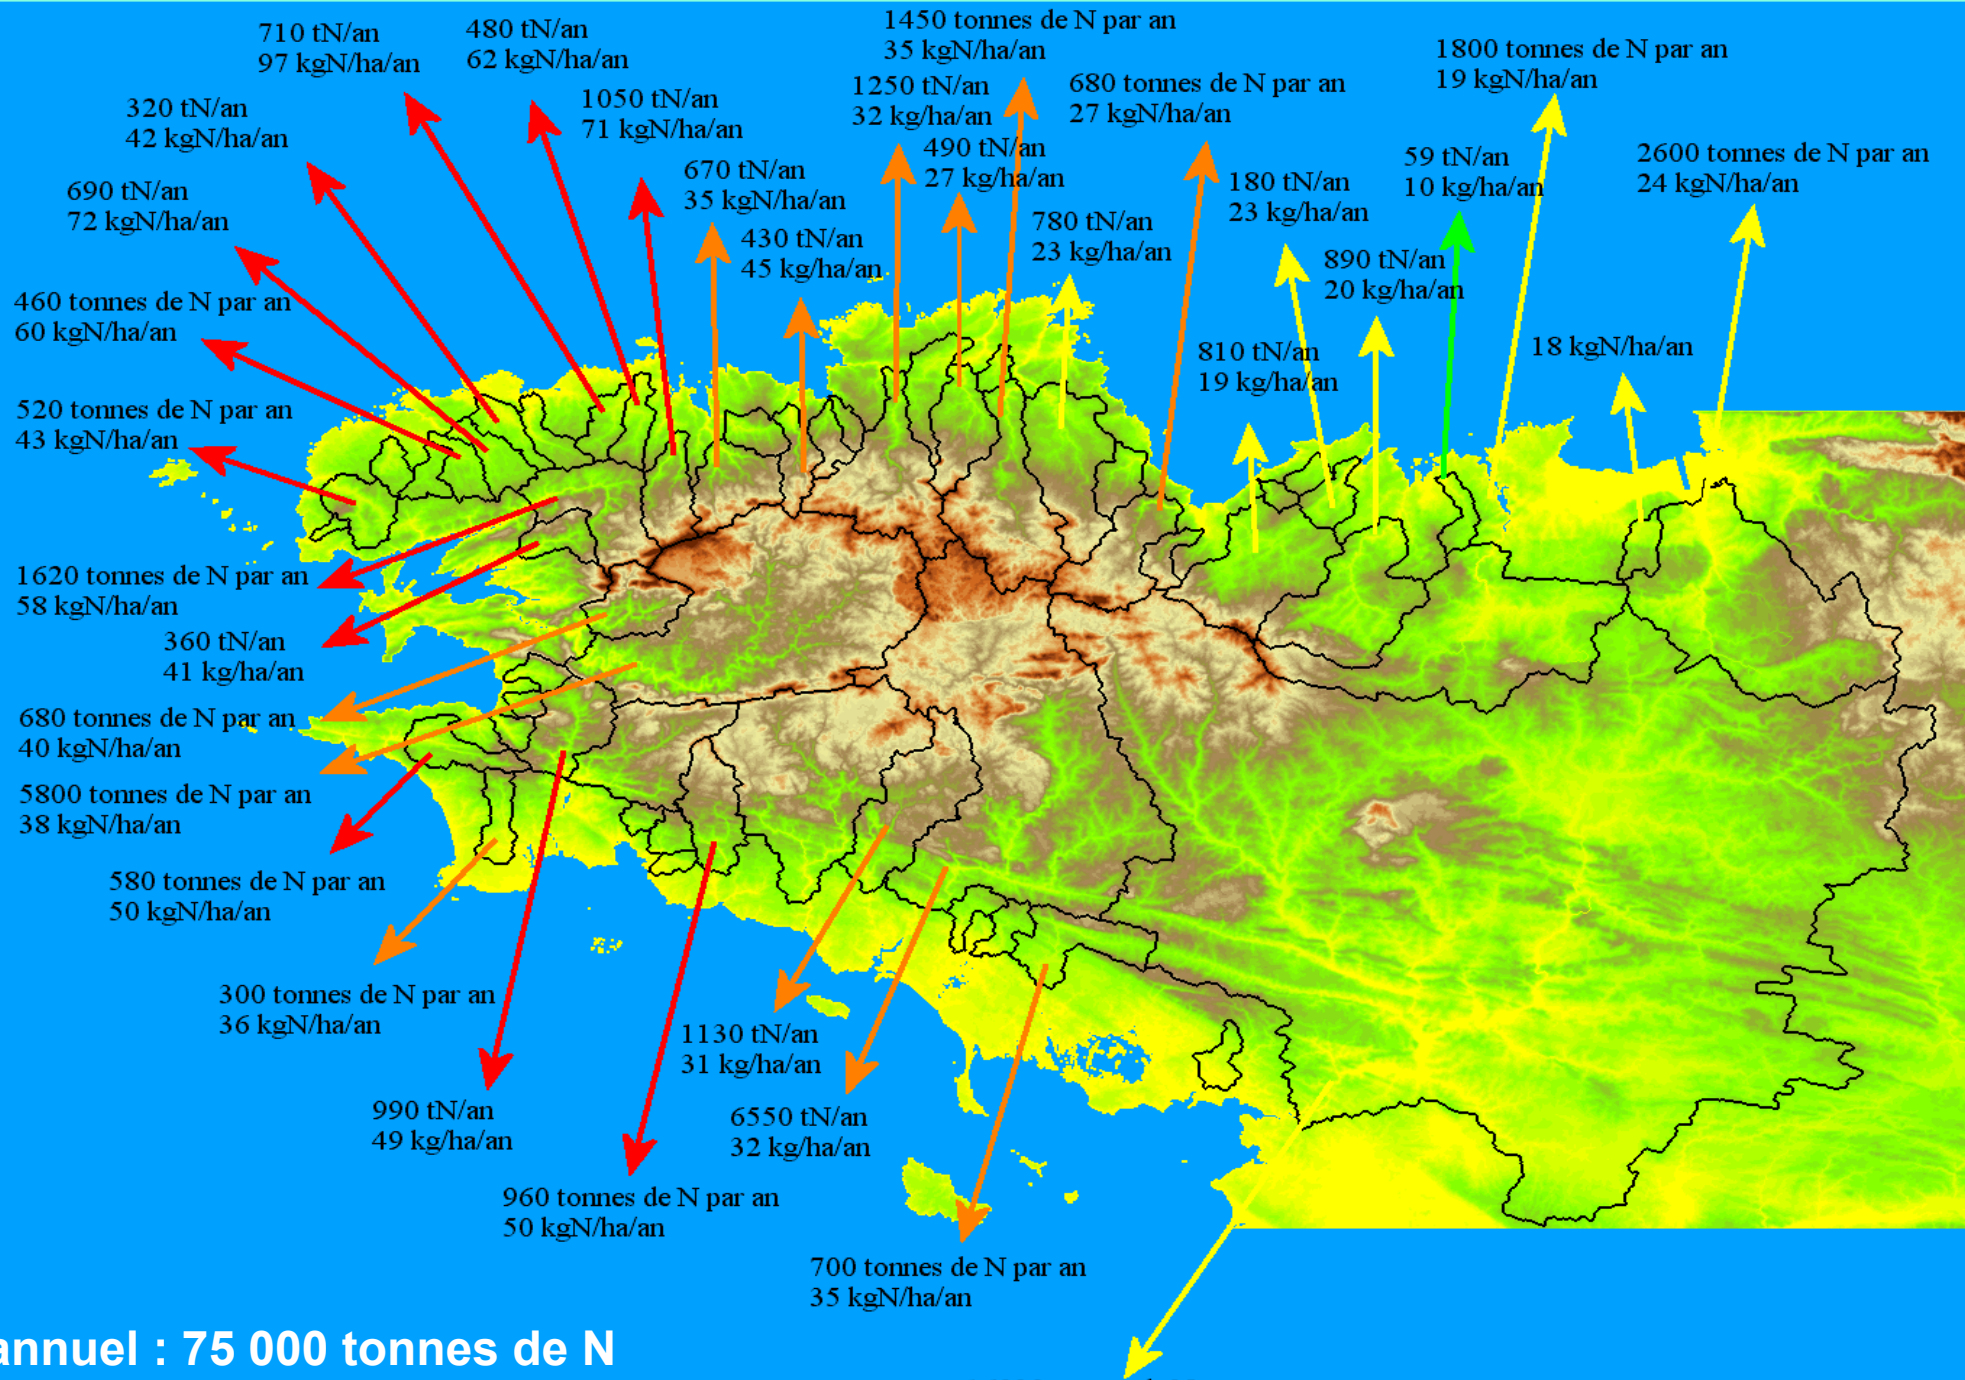 710 tN/an
97 kgN/ha/an
480 tN/an
62 kgN/ha/an
1450 tonnes de N par an
35 kgN/ha/an
1800 tonnes de N par an
19 kgN/ha/an
320 tN/an
42 kgN/ha/an
1050 tN/an
71 kgN/ha/an
1250 tN/an
32 kg/ha/an
680 tonnes de N par an
27 kgN/ha/an
490 tN/an
27 kg/ha/an
59 tN/an
10 kg/ha/an
2600 tonnes de N par an
24 kgN/ha/an
690 tN/an
72 kgN/ha/an
670 tN/an
35 kgN/ha/an
180 tN/an
23 kg/ha/an
430 tN/an
45 kg/ha/an
780 tN/an
23 kg/ha/an
890 tN/an
20 kg/ha/an
460 tonnes de N par an
60 kgN/ha/an
810 tN/an
19 kg/ha/an
18 kgN/ha/an
520 tonnes de N par an
43 kgN/ha/an
1620 tonnes de N par an
58 kgN/ha/an
360 tN/an
41 kg/ha/an
680 tonnes de N par an
40 kgN/ha/an
5800 tonnes de N par an
38 kgN/ha/an
580 tonnes de N par an
50 kgN/ha/an
300 tonnes de N par an
36 kgN/ha/an
1130 tN/an
31 kg/ha/an
990 tN/an
49 kg/ha/an
6550 tN/an
32 kg/ha/an
960 tonnes de N par an
50 kgN/ha/an
700 tonnes de N par an
35 kgN/ha/an
annuel : 75 000 tonnes de N